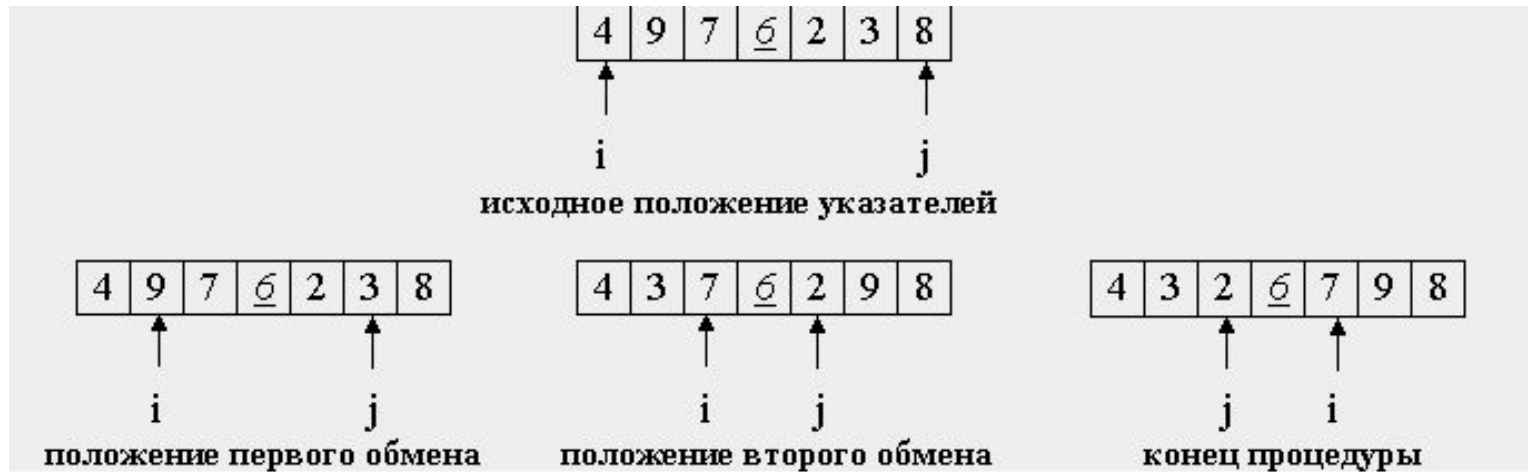 4 9 7 6 2 3 8
i j
исходное положение указателей
4 9 7 6 2 3 8
i j
положение первого обмена
4 3 7 6 2 9 8
i j
положение второго обмена
4 3 2 6 7 9 8
j i
конец процедуры